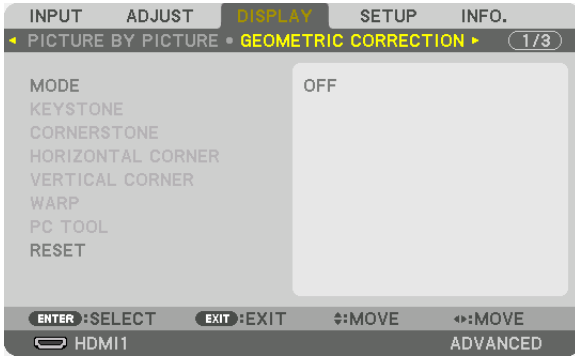 INPUT ADJUST DISPLAY SETUP INFO.
PICTURE BY PICTURE • GEOMETRIC CORRECTION 1/3
MODE OFF
KEYSTONE
CORNERSTONE
HORIZONTAL CORNER
VERTICAL CORNER
WARP
PC TOOL
RESET
ENTER :SELECT EXIT :EXIT :MOVE :MOVE
HDMI1 ADVANCED